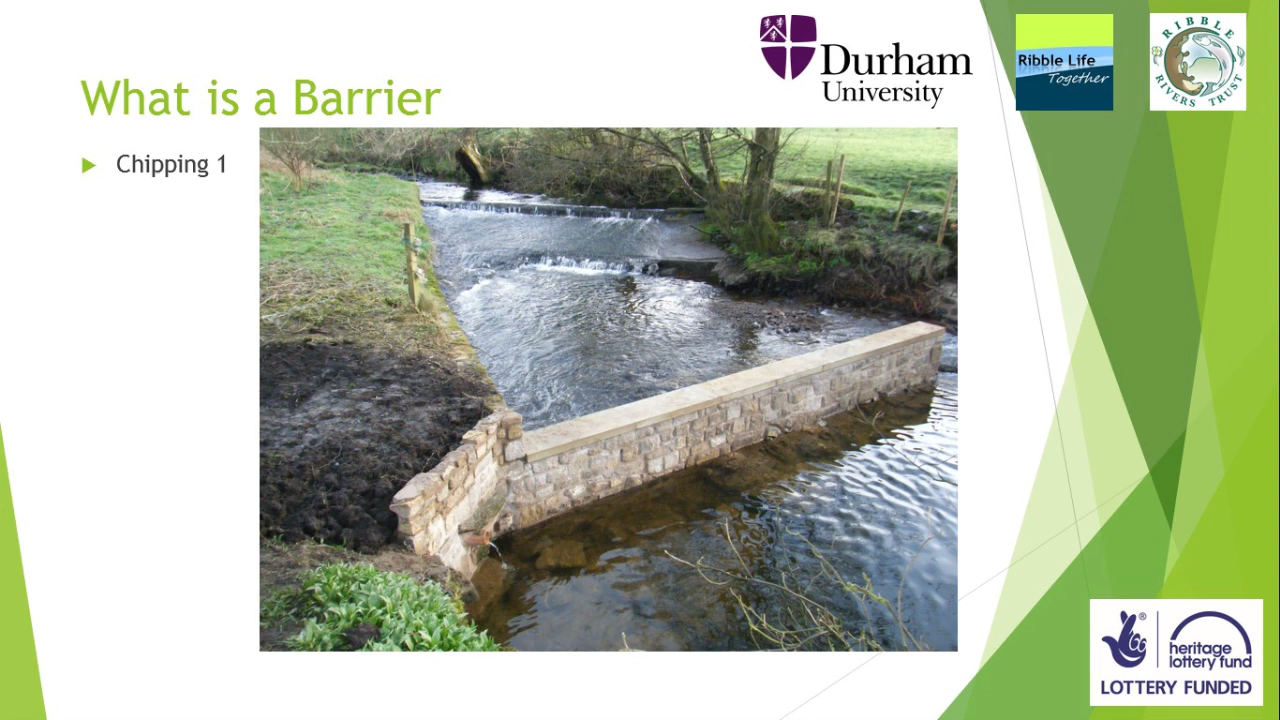 What is a Barrier
Chipping 1
Durham
University
Ribble Life
Together
RIBBLE
RIVERS TRUST
heritage
lottery fund
LOTTERY FUNDED